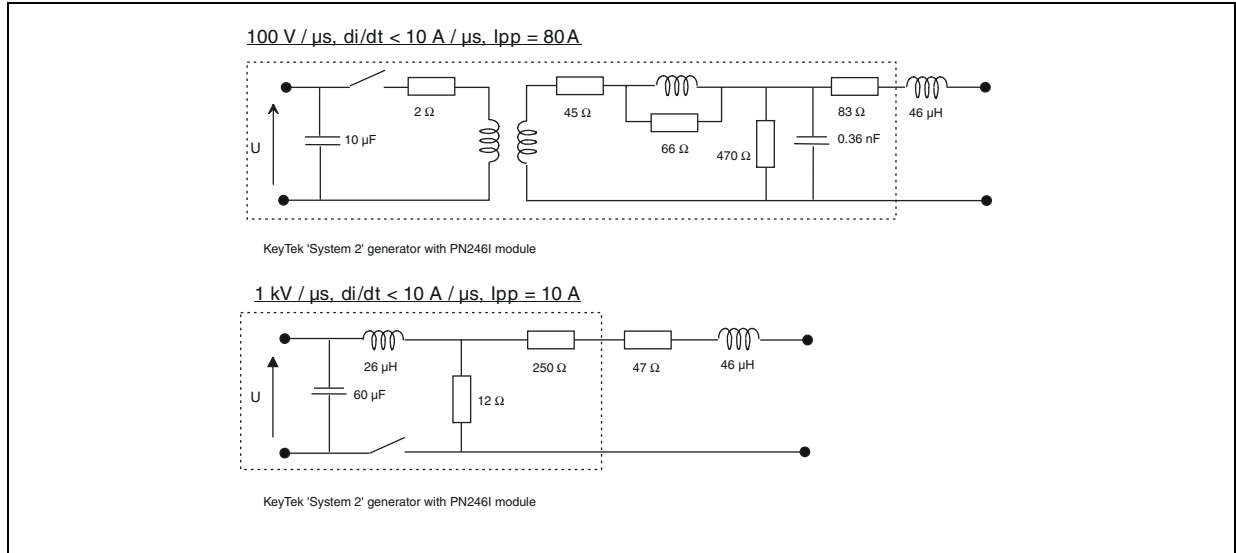 100 V / µs, di/dt < 10 A / µs, Ipp = 80 A
U
10 µF
2 Ω
45 Ω
66 Ω
470 Ω
83 Ω
0.36 nF
46 µH
KeyTek 'System 2' generator with PN246I module
1 kV / µs, di/dt < 10 A / µs, Ipp = 10 A
U
60 µF
26 µH
12 Ω
250 Ω
47 Ω
46 µH
KeyTek 'System 2' generator with PN246I module